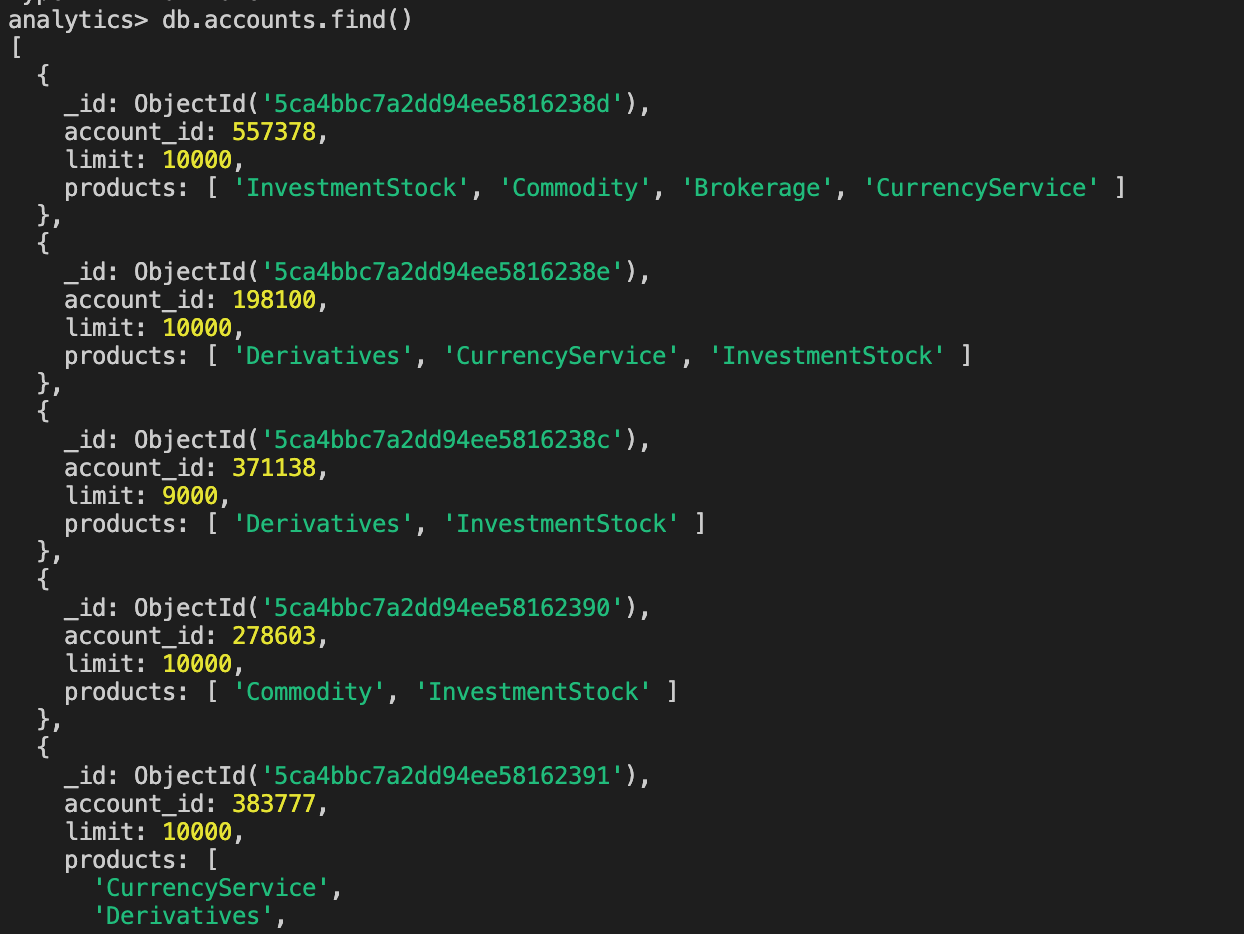 analytics> db.accounts.find()
[
  {
    _id: ObjectId('5ca4bbc7a2dd94ee5816238d'),
    account_id: 557378,
    limit: 10000,
    products: [ 'InvestmentStock', 'Commodity', 'Brokerage', 'CurrencyService' ]
  },
  {
    _id: ObjectId('5ca4bbc7a2dd94ee5816238e'),
    account_id: 198100,
    limit: 10000,
    products: [ 'Derivatives', 'CurrencyService', 'InvestmentStock' ]
  },
  {
    _id: ObjectId('5ca4bbc7a2dd94ee5816238c'),
    account_id: 371138,
    limit: 9000,
    products: [ 'Derivatives', 'InvestmentStock' ]
  },
  {
    _id: ObjectId('5ca4bbc7a2dd94ee58162390'),
    account_id: 278603,
    limit: 10000,
    products: [ 'Commodity', 'InvestmentStock' ]
  },
  {
    _id: ObjectId('5ca4bbc7a2dd94ee58162391'),
    account_id: 383777,
    limit: 10000,
    products: [
      'CurrencyService',
      'Derivatives',